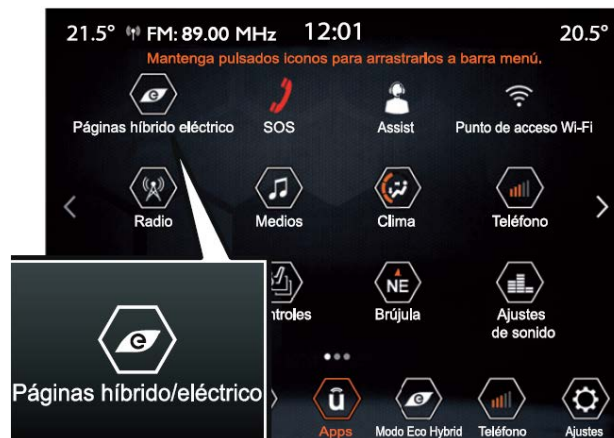 21.5° FM: 89.00 MHz 12:01 20.5°
Mantenga pulsados iconos para arrastrarlos a barra menú.
Páginas híbrido eléctrico SOS Assist Punto de acceso Wi-Fi
Radio Medios Clima Teléfono
NE
ntroles Brújula Ajustes
de sonido
e
Páginas híbrido/eléctrico
û
Apps Modo Eco Hybrid Teléfono Ajustes